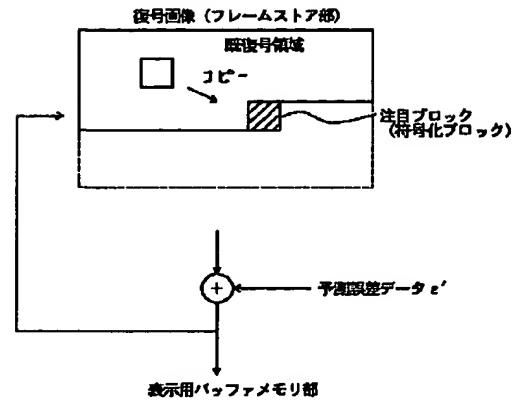 復号画像(フレームストア部)
既復号領域
コピー
注目ブロック
(符号化ブロック)
+
予測誤差データ ε′
表示用バッファメモリ部